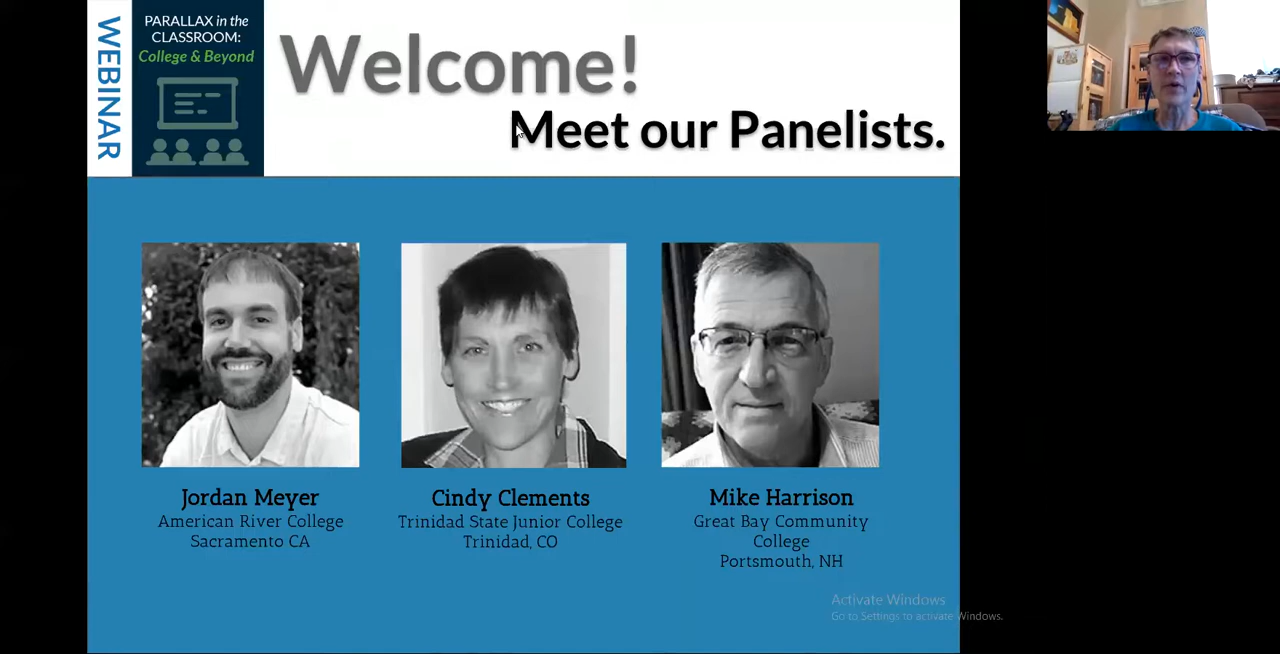 WEBINAR
PARALLAX in the
CLASSROOM:
College & Beyond
Welcome!
Meet our Panelists.
Jordan Meyer
American River College
Sacramento CA
Cindy Clements
Trinidad State Junior College
Trinidad, CO
Mike Harrison
Great Bay Community
College
Portsmouth, NH
Activate Windows
Go to Settings to activate Windows.